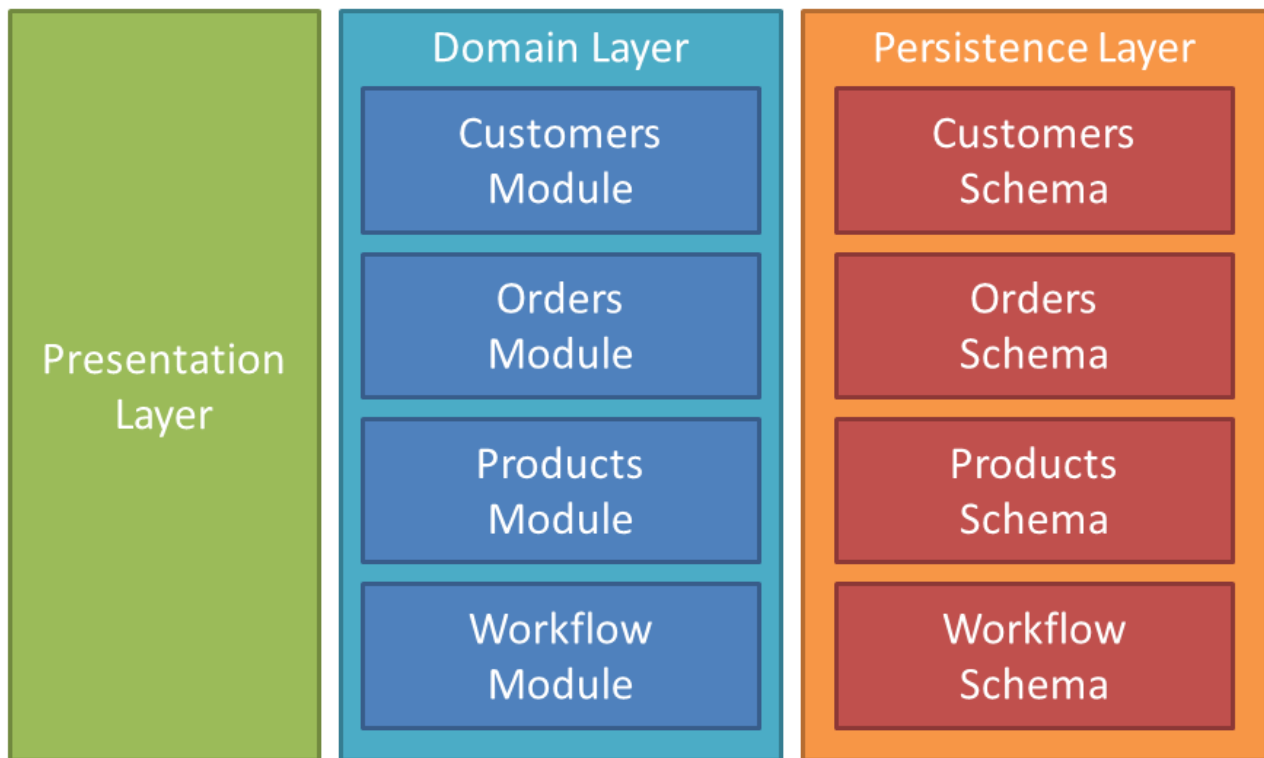 Presentation
Layer
Domain Layer
Customers
Module
Orders
Module
Products
Module
Workflow
Module
Persistence Layer
Customers
Schema
Orders
Schema
Products
Schema
Workflow
Schema